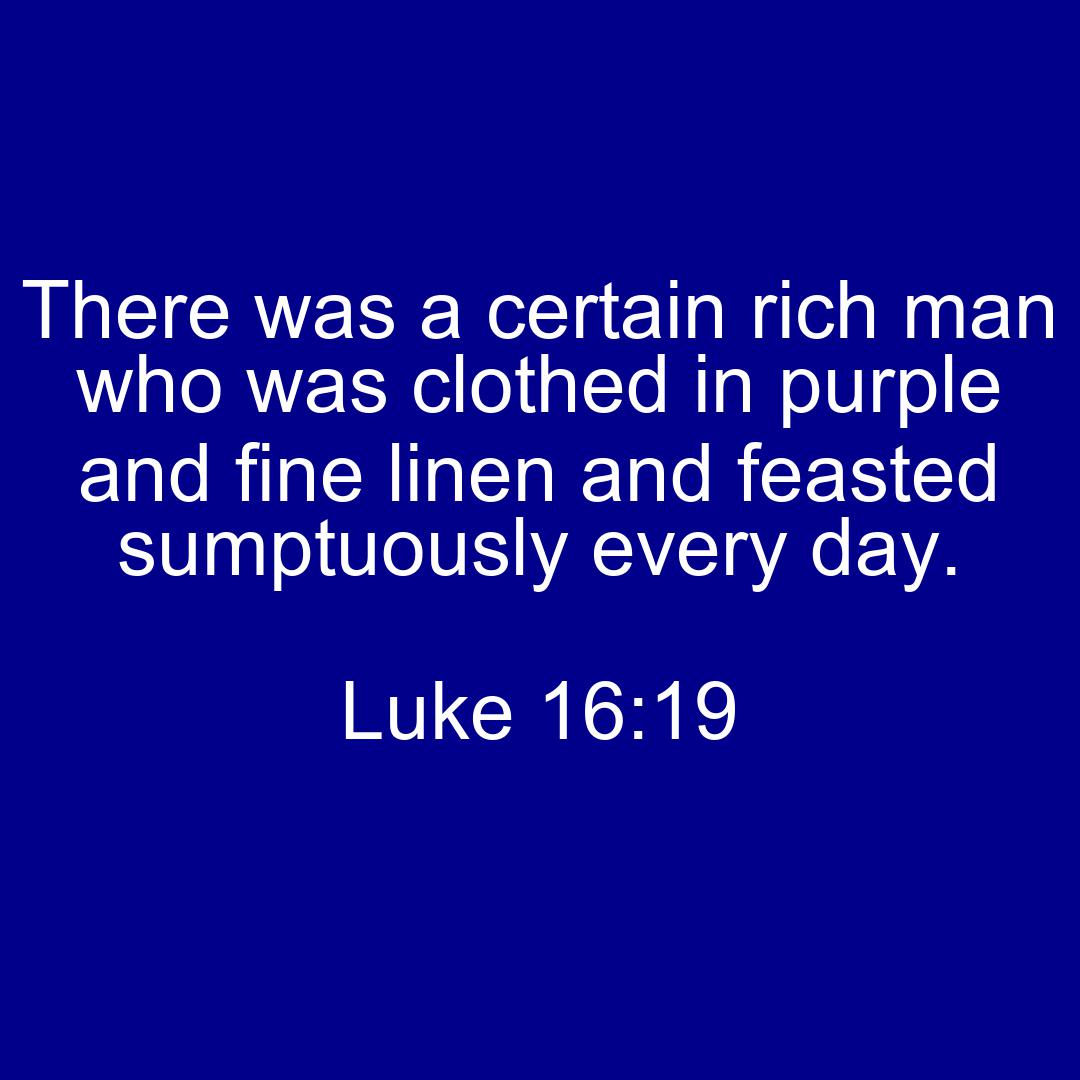 There was a certain rich man
who was clothed in purple
and fine linen and feasted
sumptuously every day.
Luke 16:19